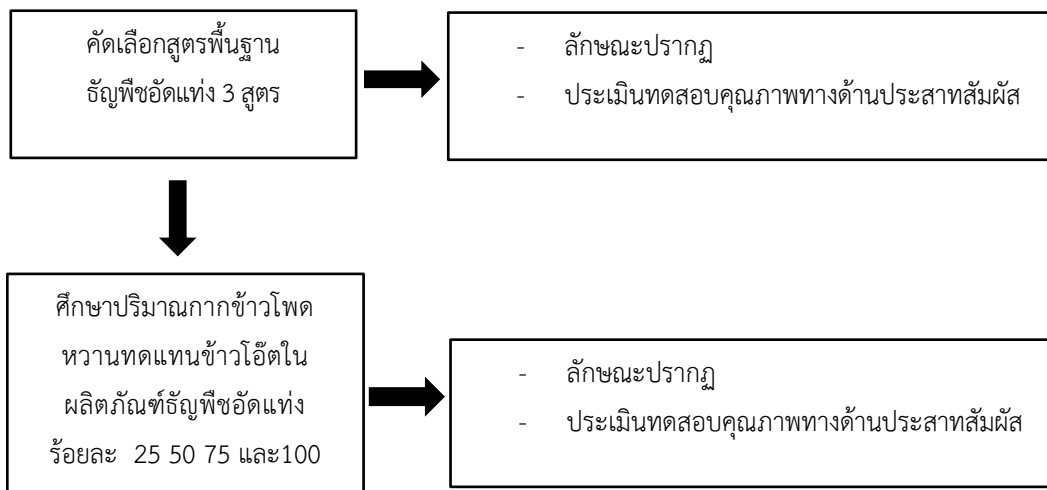 คัดเลือกสูตรพื้นฐาน
ธัญพืชอัดแท่ง 3 สูตร
- ลักษณะปรากฏ
- ประเมินทดสอบคุณภาพทางด้านประสาทสัมผัส
ศึกษาปริมาณกากข้าวโพด
หวานทดแทนข้าวโอ๊ตใน
ผลิตภัณฑ์ธัญพืชอัดแท่ง
ร้อยละ 25 50 75 และ100
- ลักษณะปรากฏ
- ประเมินทดสอบคุณภาพทางด้านประสาทสัมผัส